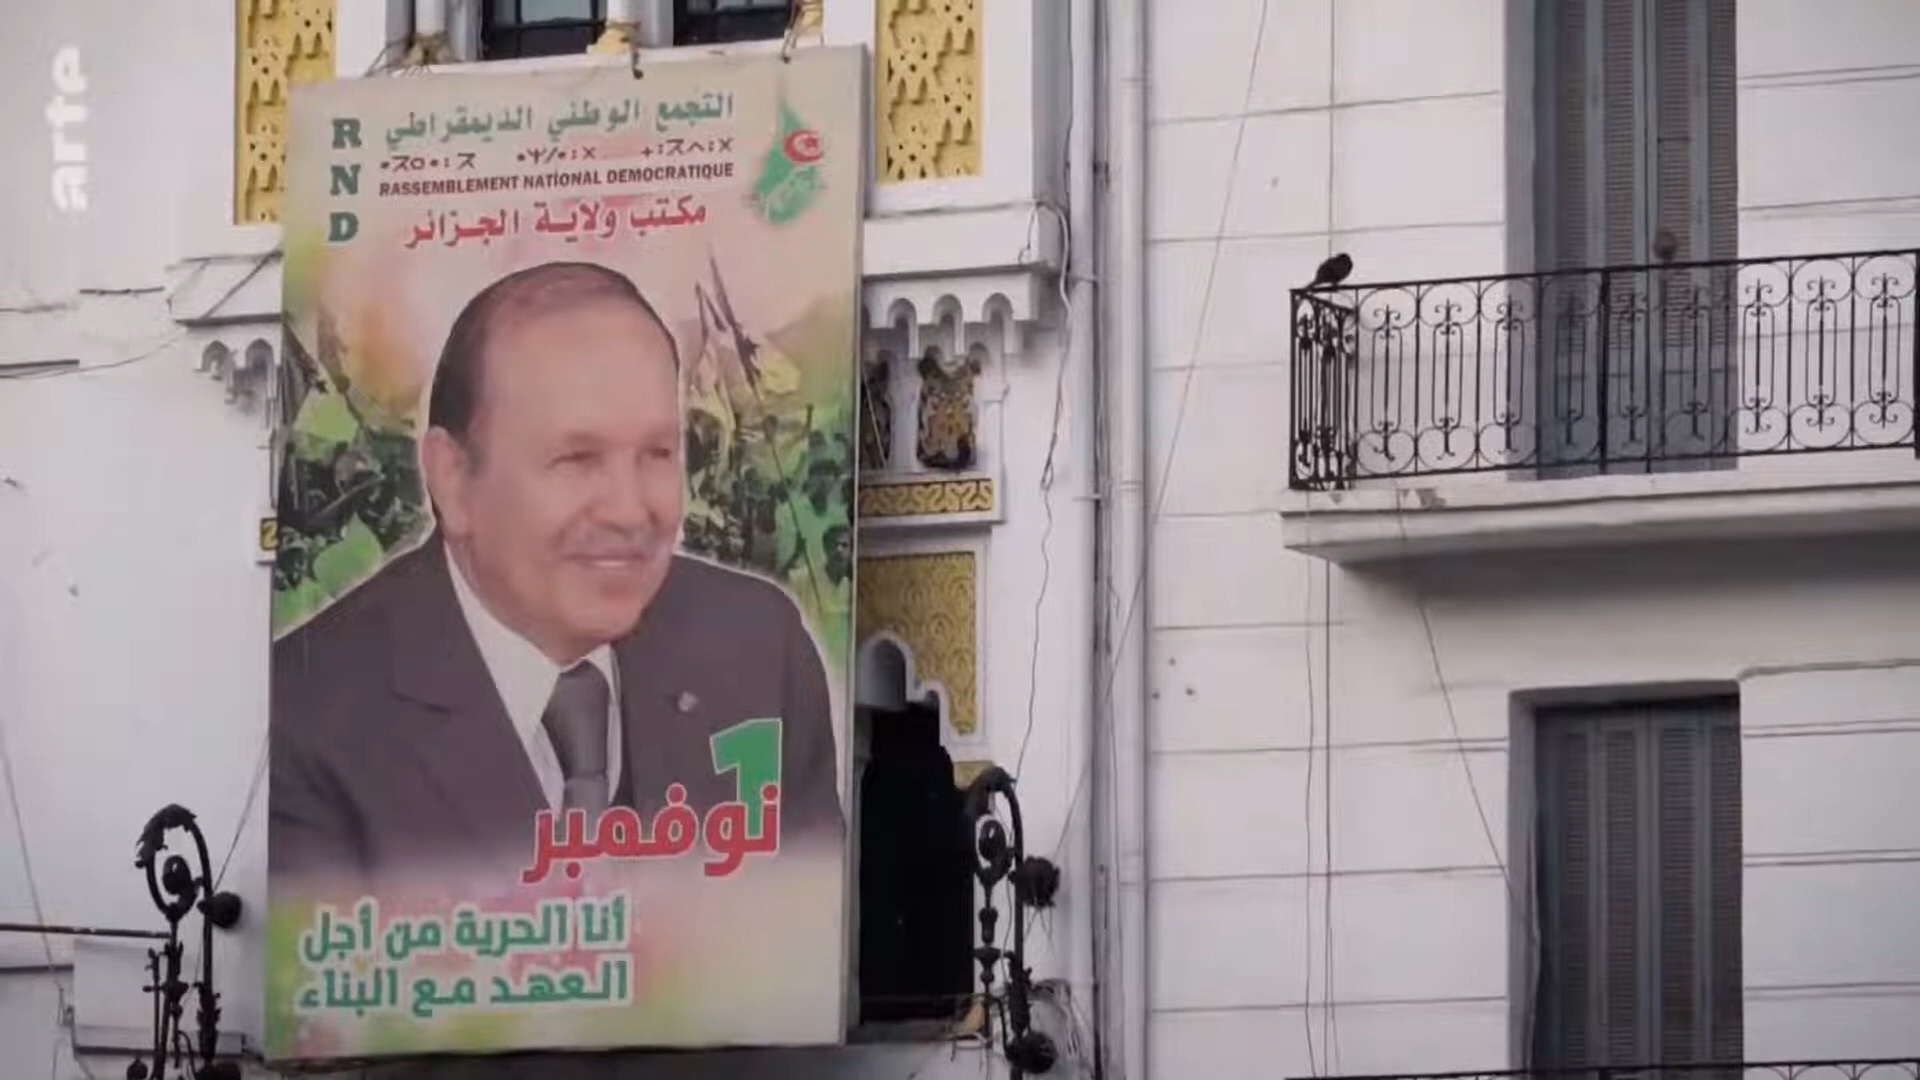 arte
RND
التجمع الوطني الديمقراطي
RASSEMBLEMENT NATIONAL DEMOCRATIQUE
مكتب ولاية الجزائر
1
نوفمبر
أنا الحرية من أجل
العهد مع البناء